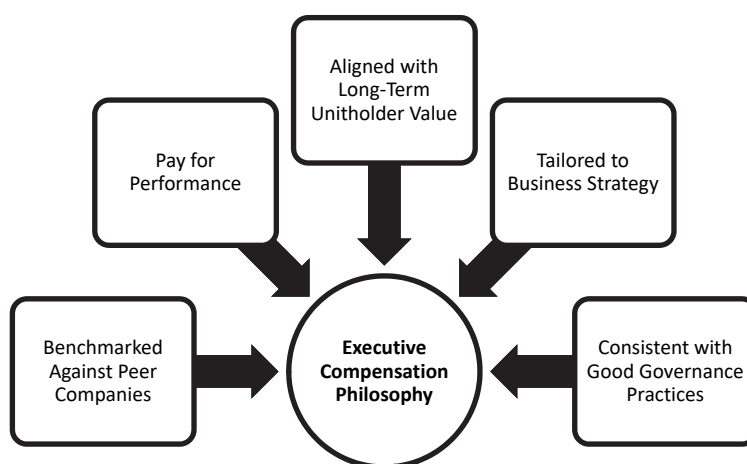 Aligned with
Long-Term
Unitholder Value
Pay for
Performance
Tailored to
Business Strategy
Benchmarked
Against Peer
Companies
Executive
Compensation
Philosophy
Consistent with
Good Governance
Practices